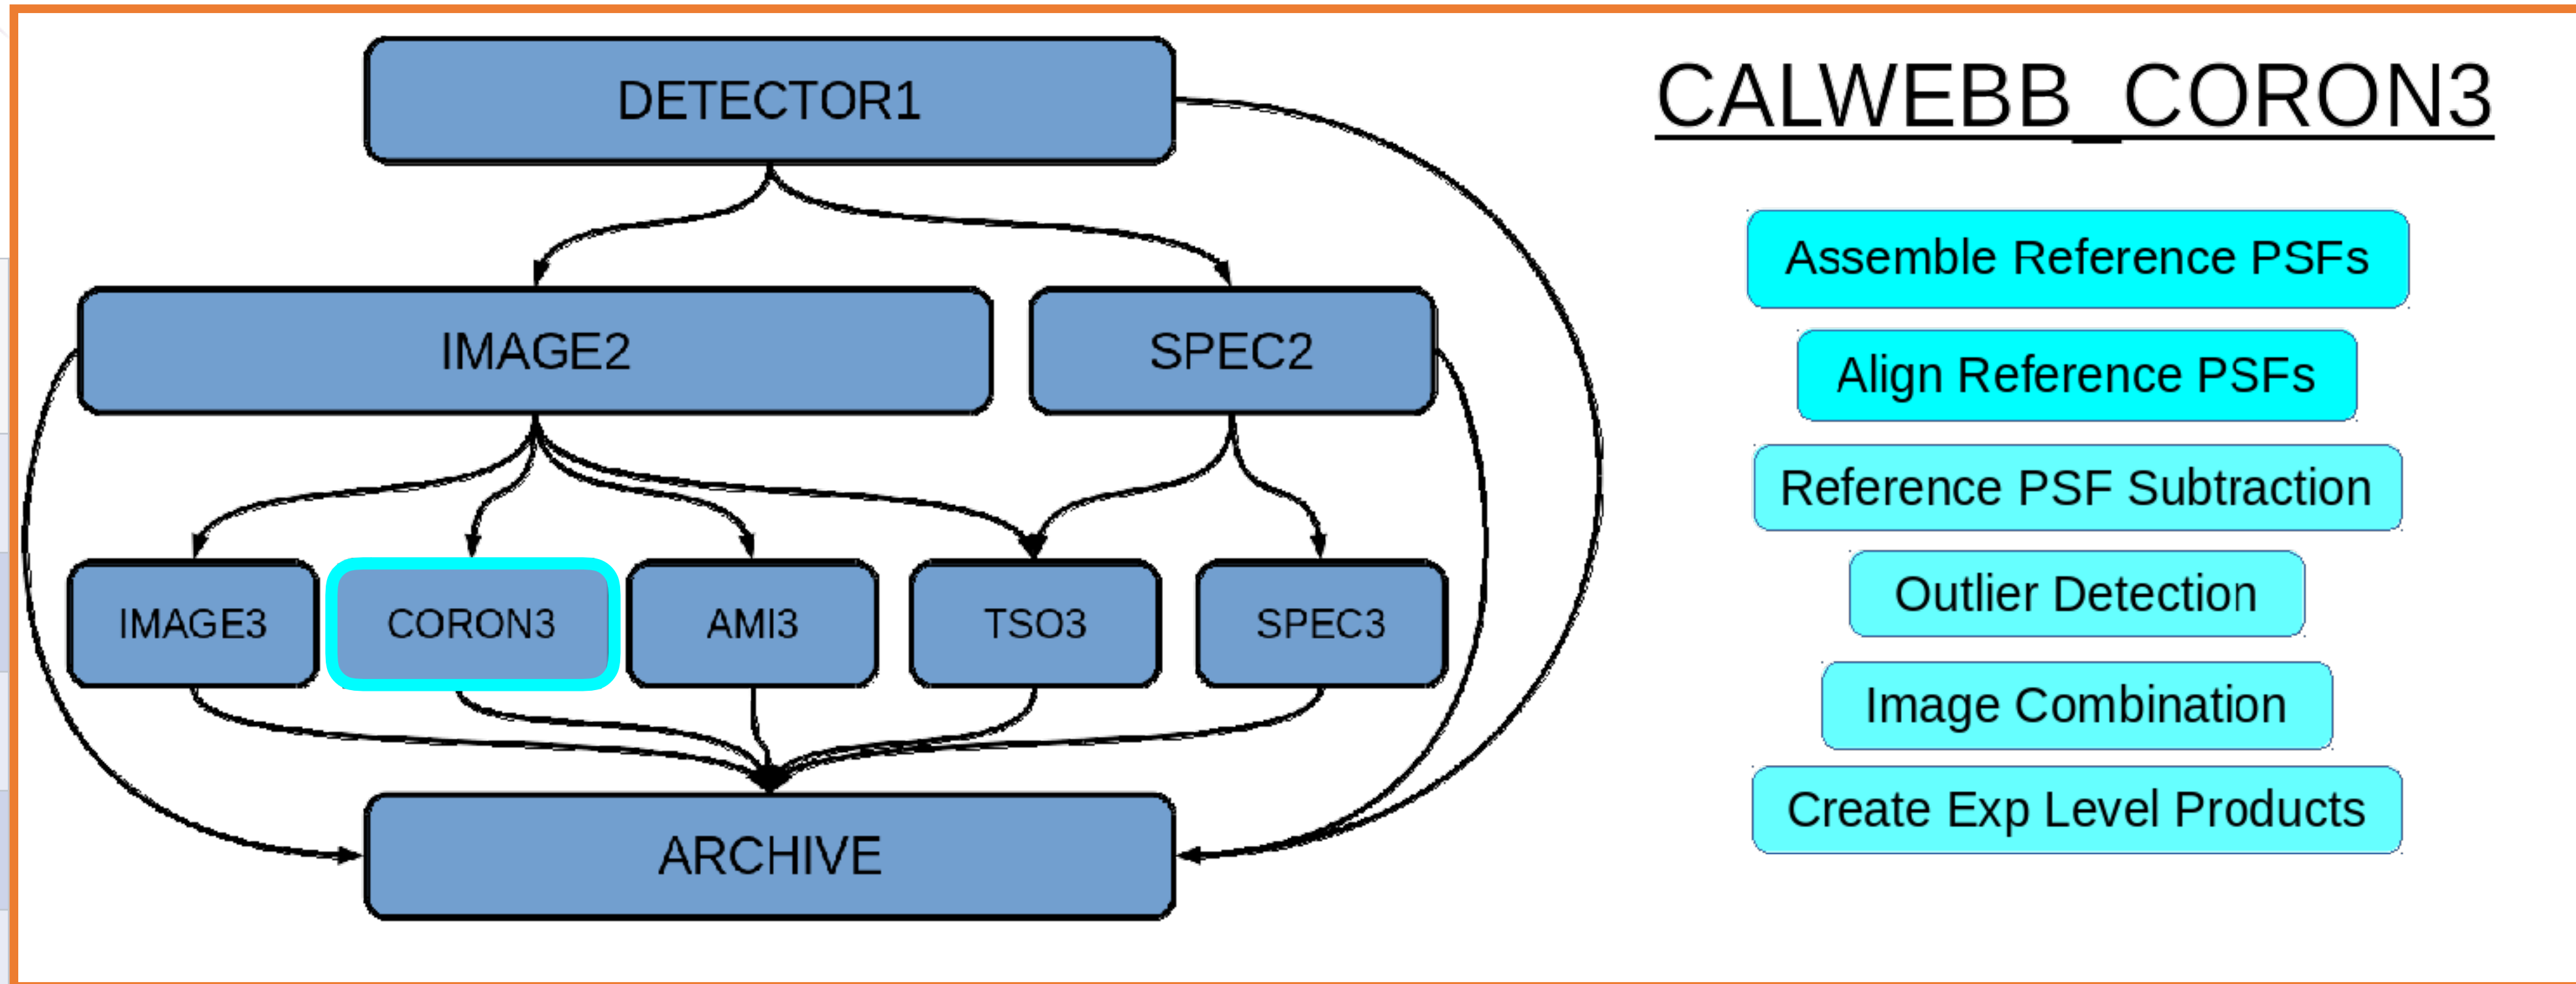 DETECTOR1
IMAGE2
SPEC2
IMAGE3
CORON3
AMI3
TSO3
SPEC3
ARCHIVE
CALWEBB_CORON3
Assemble Reference PSFs
Align Reference PSFs
Reference PSF Subtraction
Outlier Detection
Image Combination
Create Exp Level Products